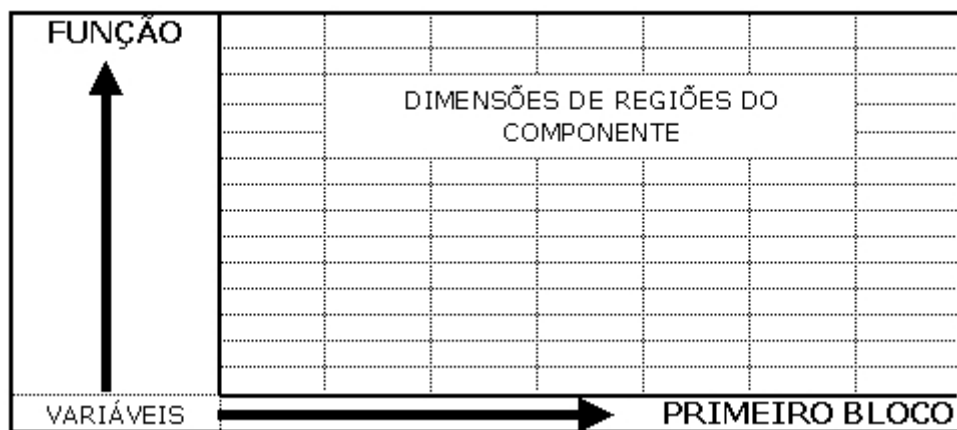 FUNÇÃO
DIMENSÕES DE REGIÕES DO
COMPONENTE
VARIÁVEIS
PRIMEIRO BLOCO